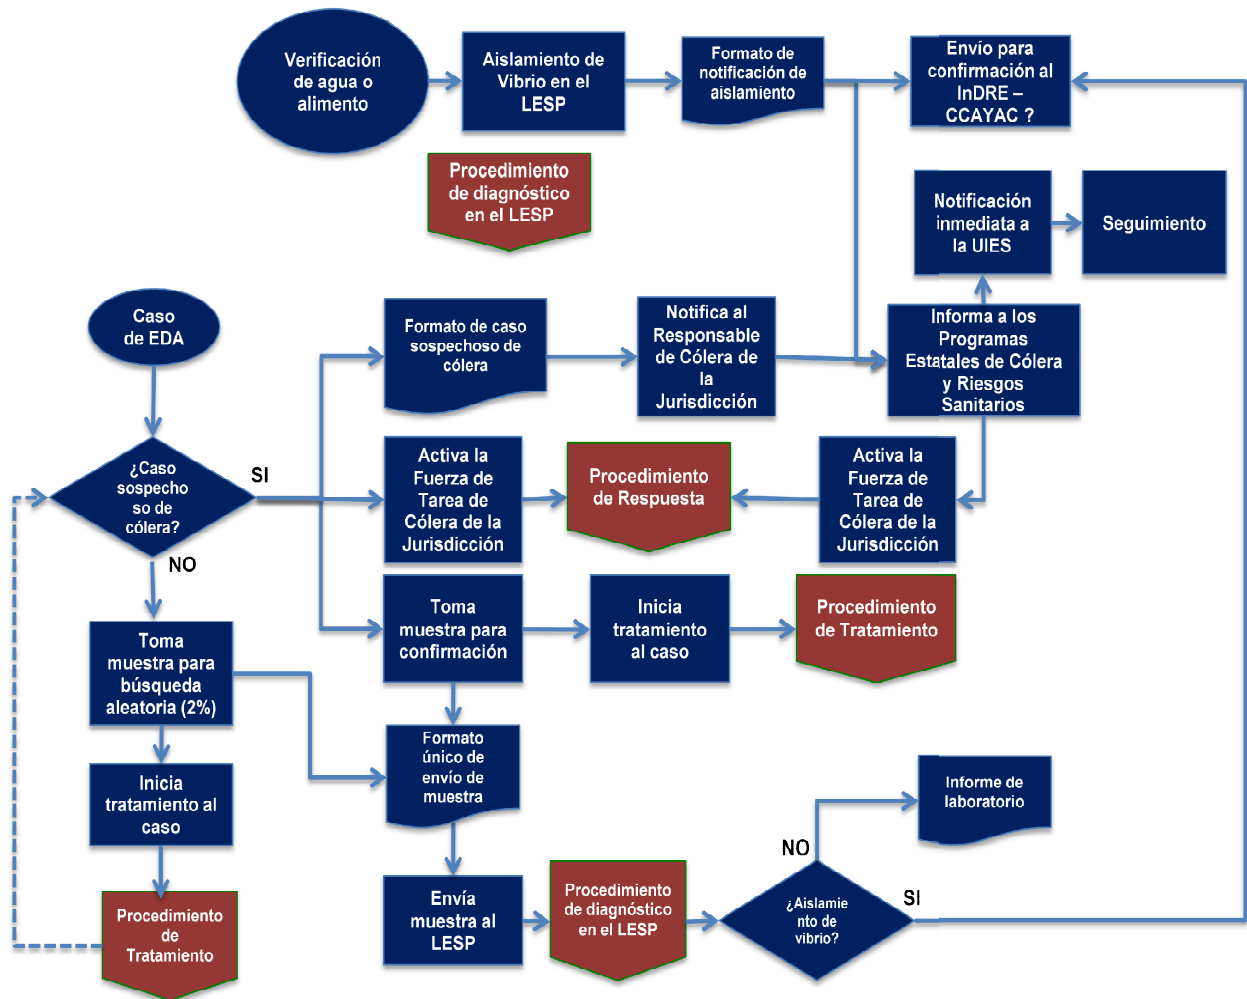 Verificación
de agua o
alimento
Aislamiento de
Vibrio en el
LESP
Formato de
notificación de
aislamiento
Envío para
confirmación al
InDRE –
CCAYAC ?
Procedimiento
de diagnóstico
en el LESP
Notificación
inmediata a
la UIES
Seguimiento
Caso
de EDA
Formato de caso
sospechoso de
cólera
Notifica al
Responsable
de Cólera de
la
Jurisdicción
Informa a los
Programas
Estatales de Cólera
y Riesgos
Sanitarios
¿Caso
sospecho
so de
cólera?
SI
NO
Activa la
Fuerza de
Tarea de
Cólera de la
Jurisdicción
Procedimiento
de Respuesta
Activa la
Fuerza de
Tarea de
Cólera de la
Jurisdicción
Toma
muestra para
confirmación
Inicia
tratamiento
al caso
Procedimiento
de Tratamiento
Toma
muestra para
búsqueda
aleatoria (2%)
Formato
único de
envío de
muestra
Inicia
tratamiento al
caso
Informe de
laboratorio
NO
SI
Procedimiento
de
Tratamiento
Envía
muestra al
LESP
Procedimiento
de diagnóstico
en el LESP
¿Aislamie
nto de
vibrio?